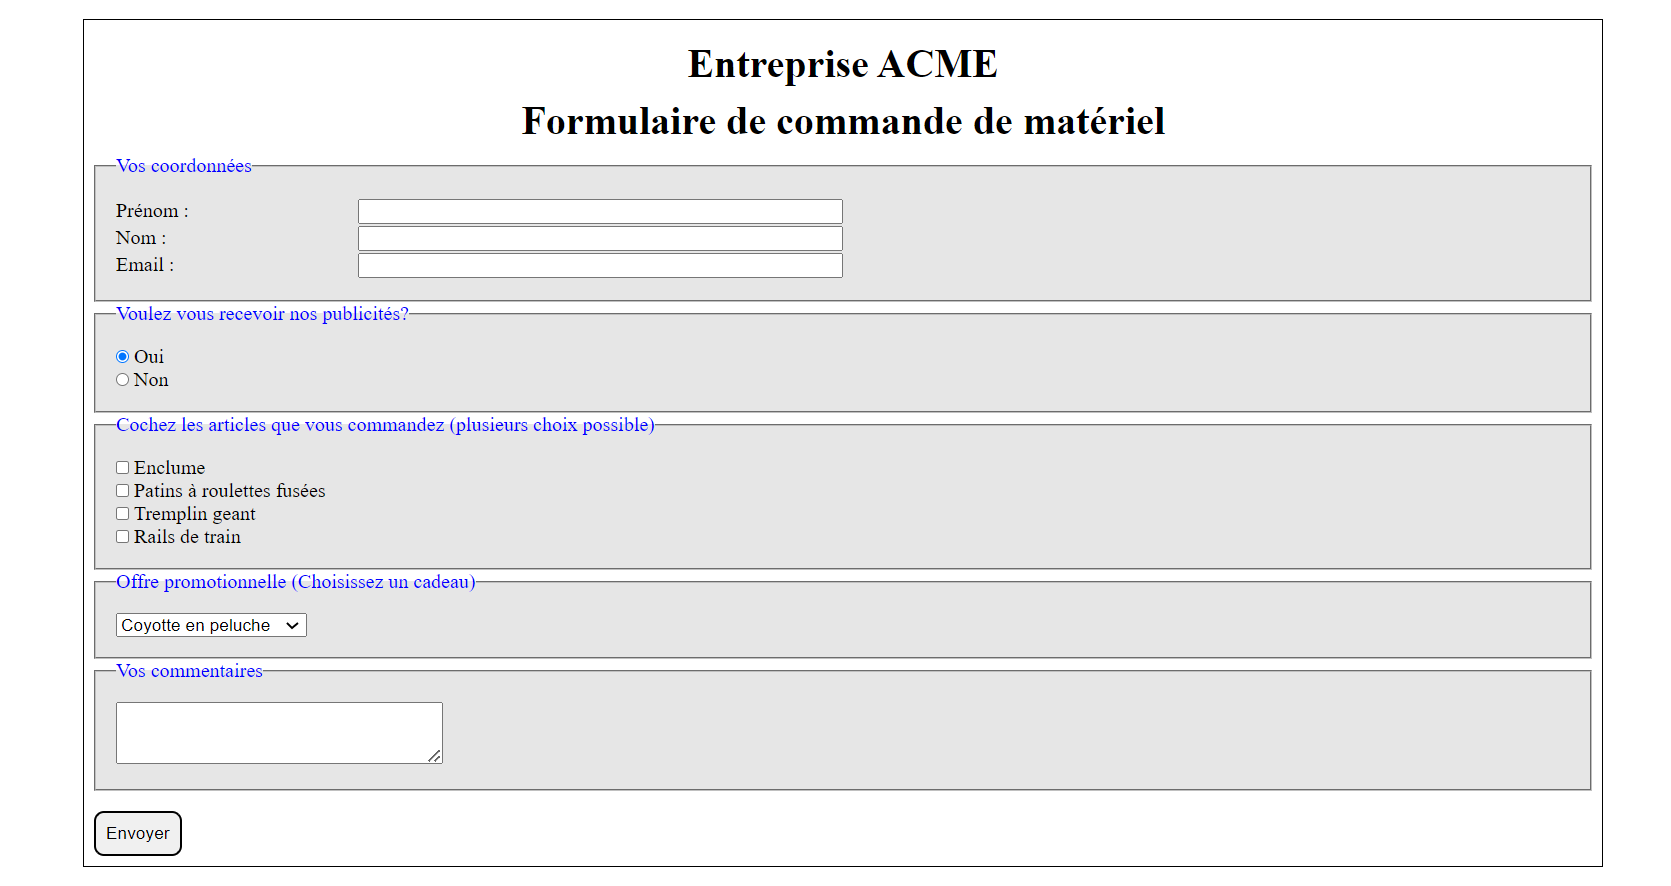 Entreprise ACME
Formulaire de commande de matériel
Vos coordonnées
Prénom :
Nom :
Email :
Voulez vous recevoir nos publicités?
Oui
Non
Cochez les articles que vous commandez (plusieurs choix possible)
Enclume
Patins à roulettes fusées
Tremplin geant
Rails de train
Offre promotionnelle (Choisissez un cadeau)
Coyotte en peluche
Vos commentaires
Envoyer